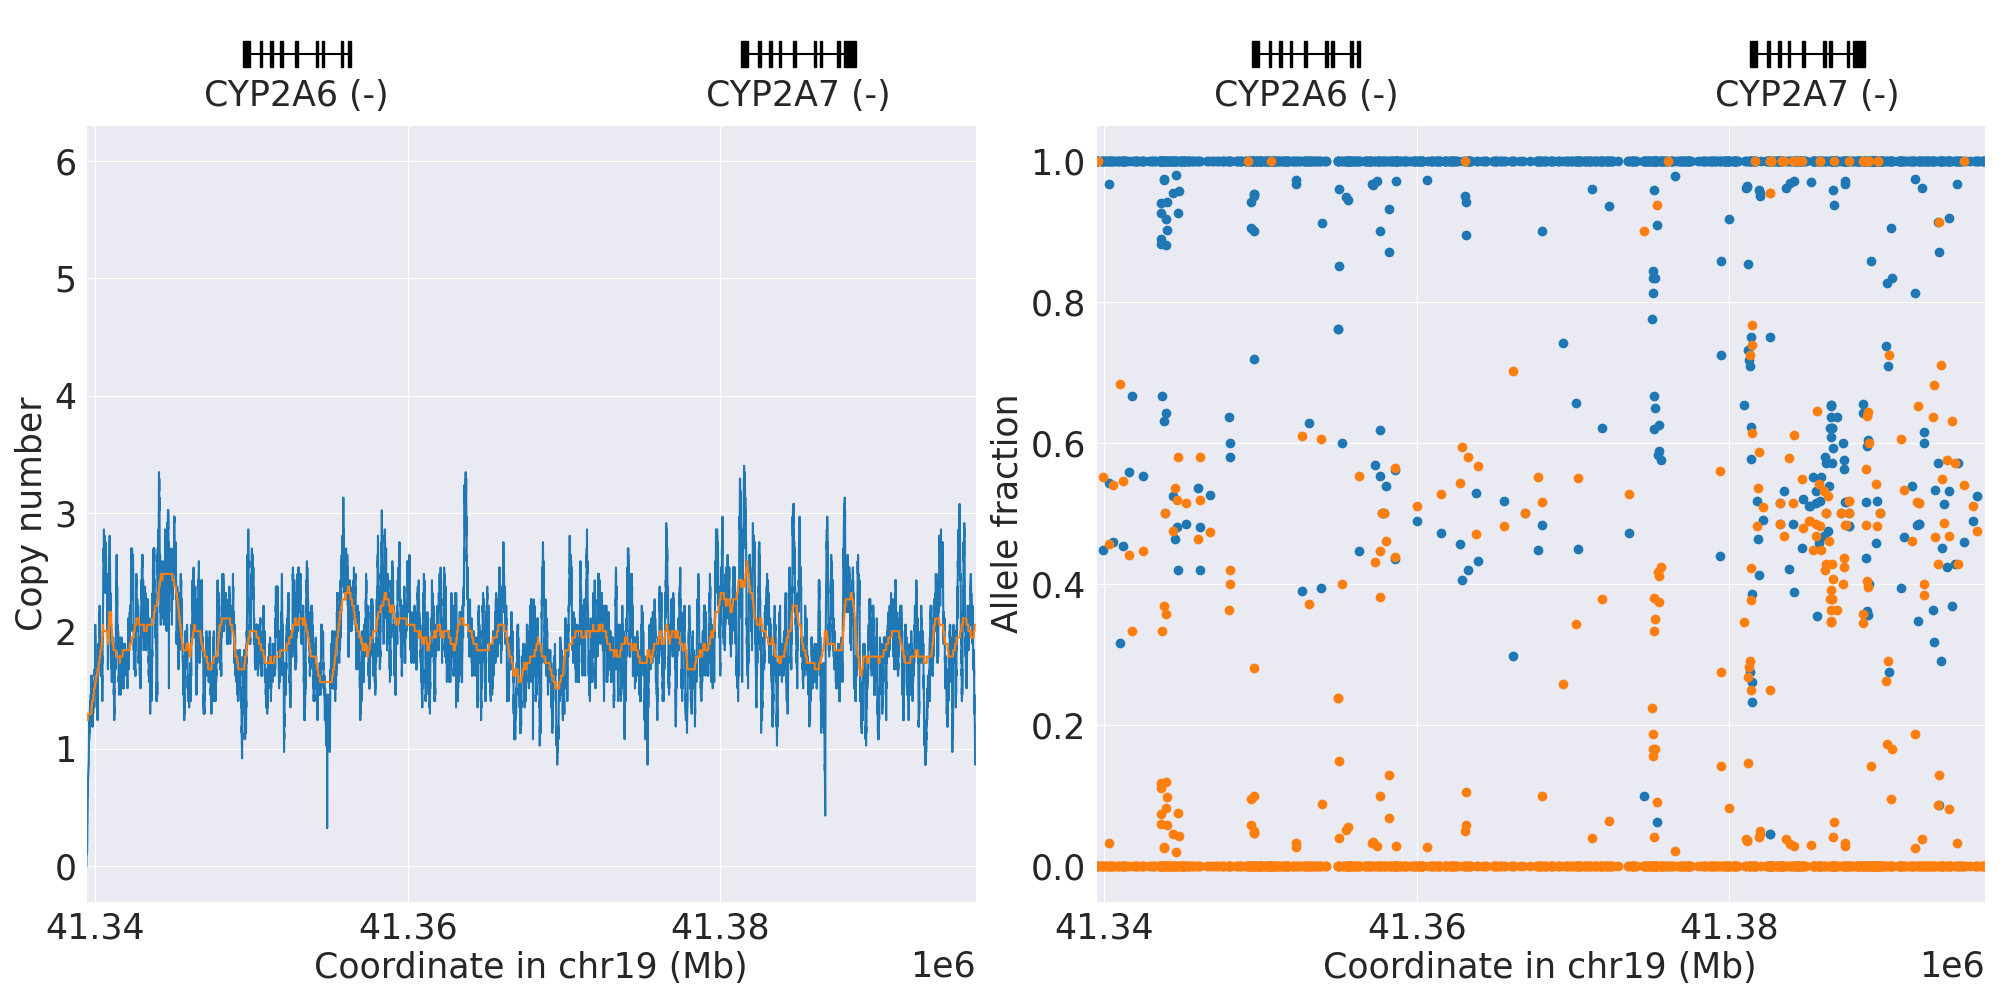 CYP2A6 (-)
CYP2A7 (-)
6
5
4
3
2
1
0
Copy number
41.34
41.36
41.38
Coordinate in chr19 (Mb)
1e6
CYP2A6 (-)
CYP2A7 (-)
1.0
0.8
0.6
0.4
0.2
0.0
Allele fraction
41.34
41.36
41.38
Coordinate in chr19 (Mb)
1e6